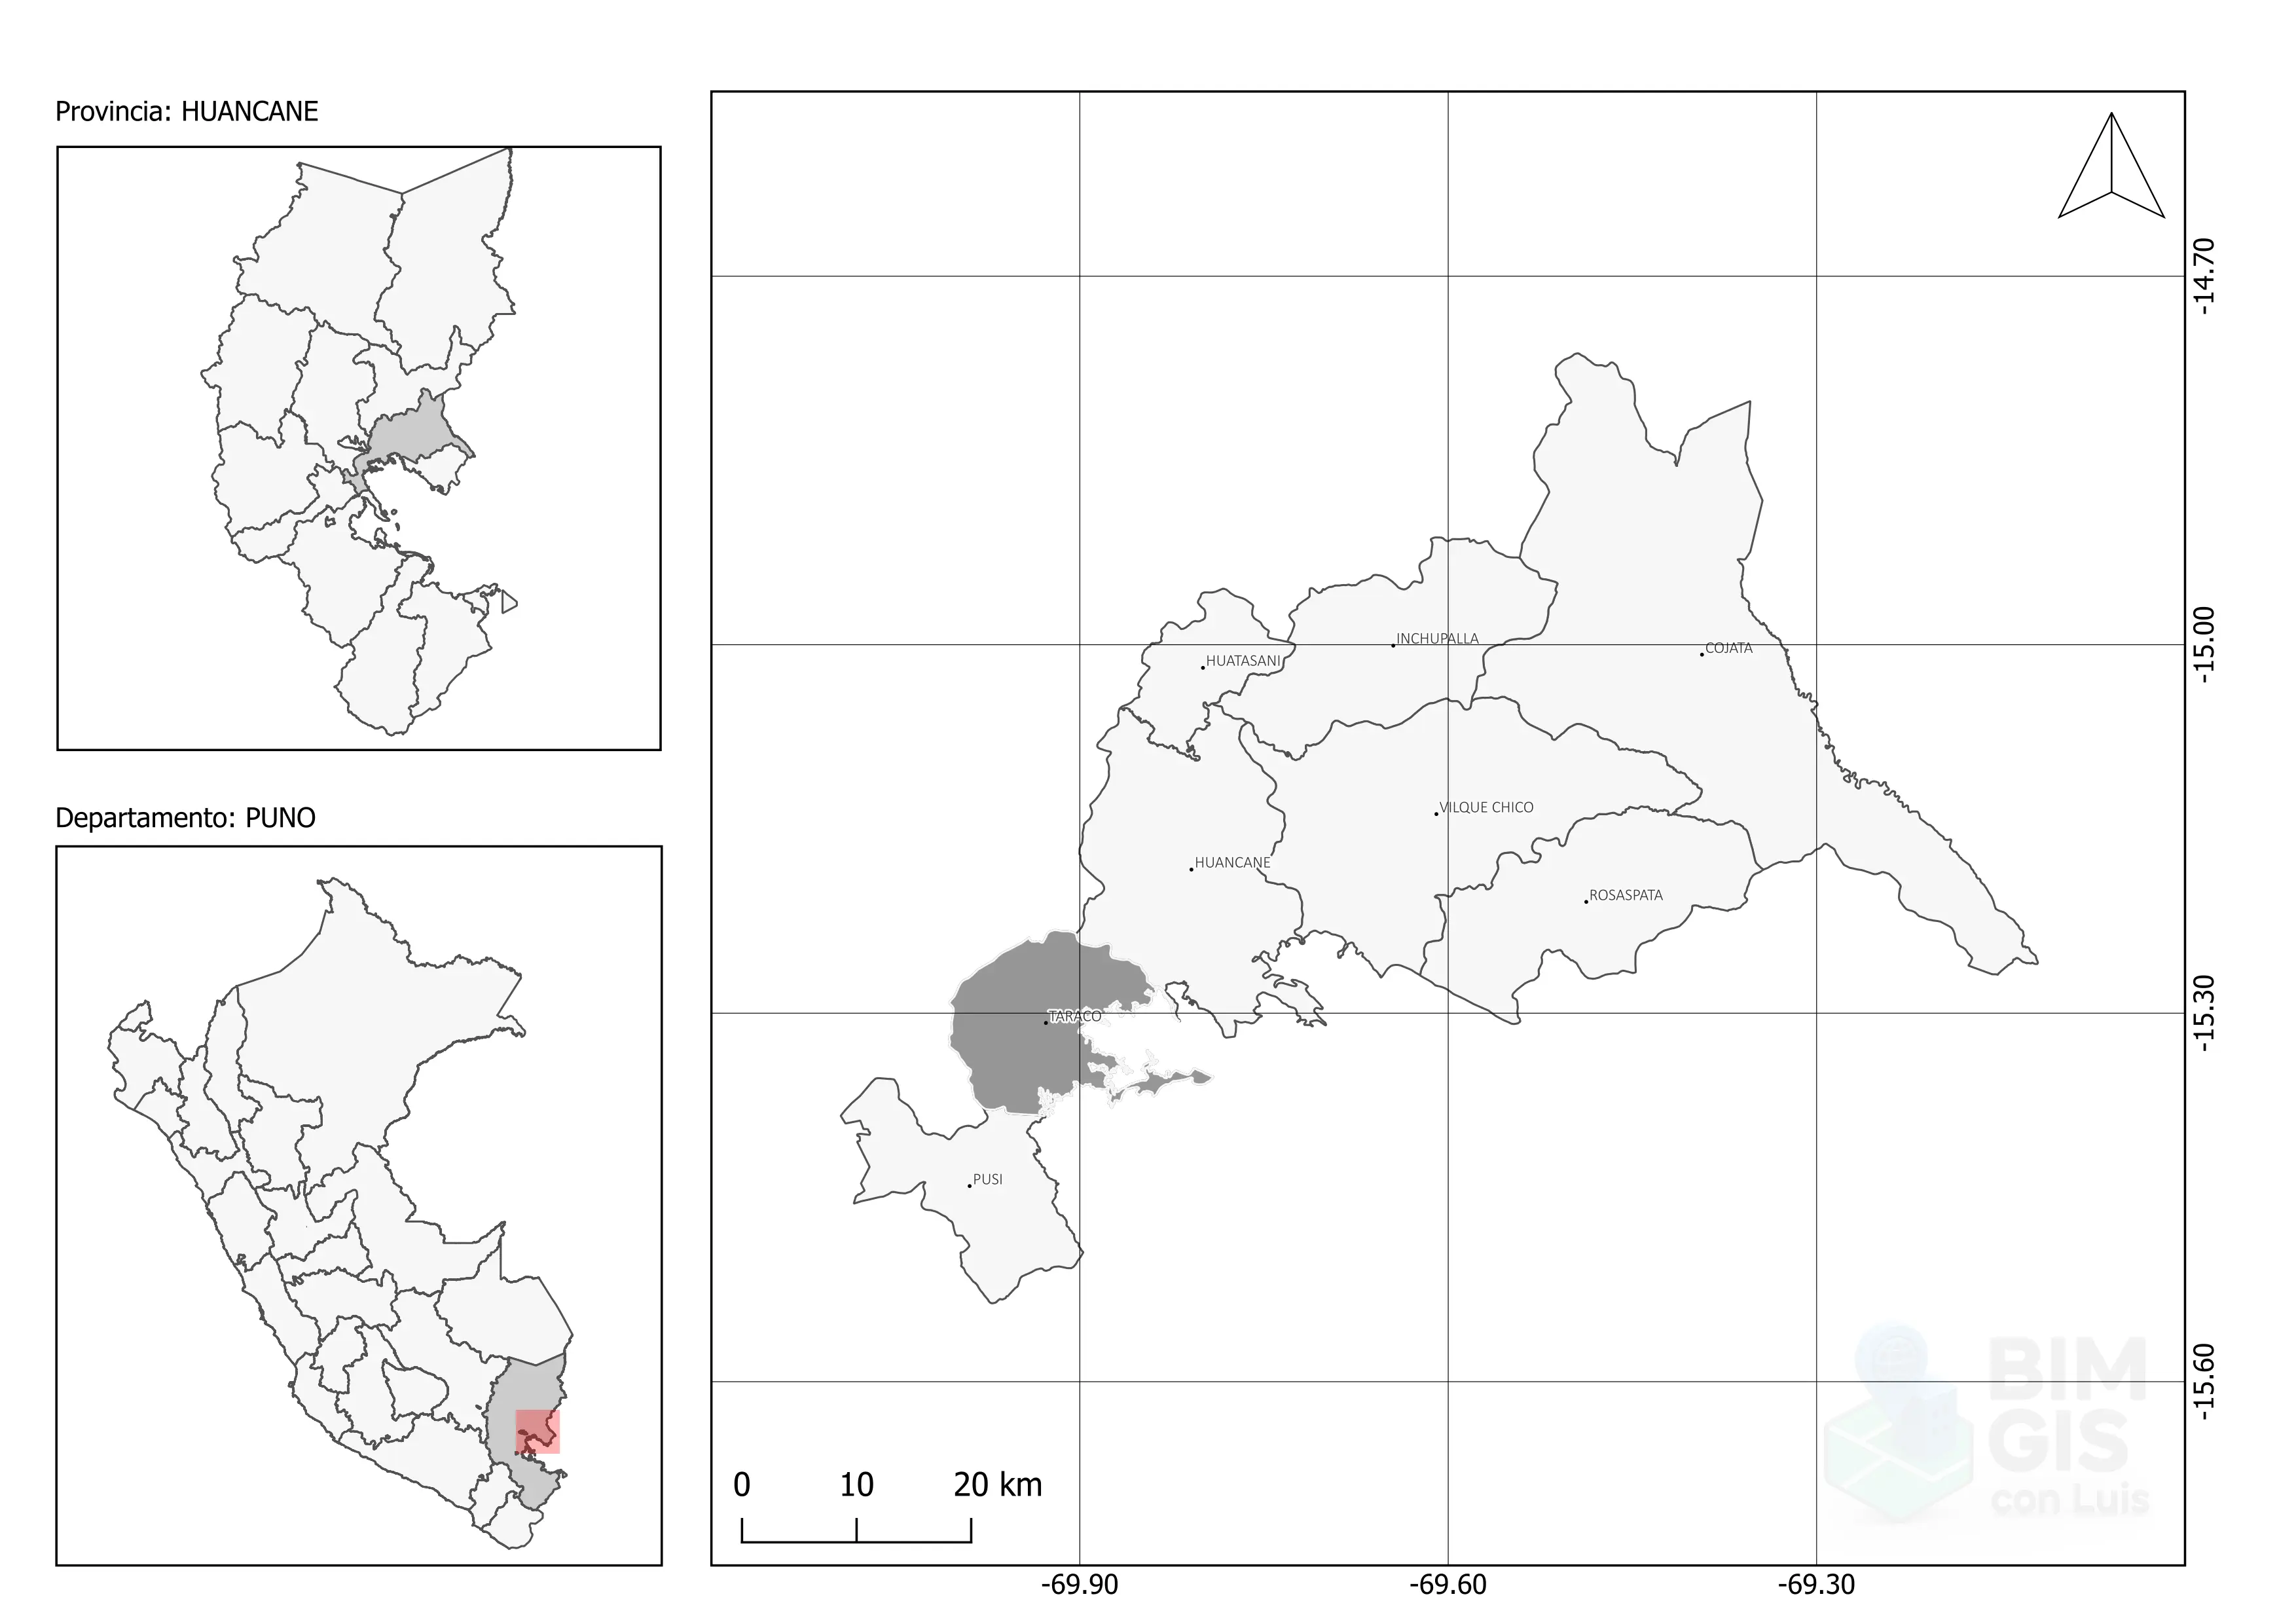 Provincia: HUANCANE
Departamento: PUNO
-14.70
INCHUPALLA
COJATA
HUATASANI
-15.00
VILQUE CHICO
HUANCANE
ROSASPATA
TARACO
-15.30
PUSI
-15.60
BIM
GIS
con Luis
0 10 20 km
-69.90 -69.60 -69.30